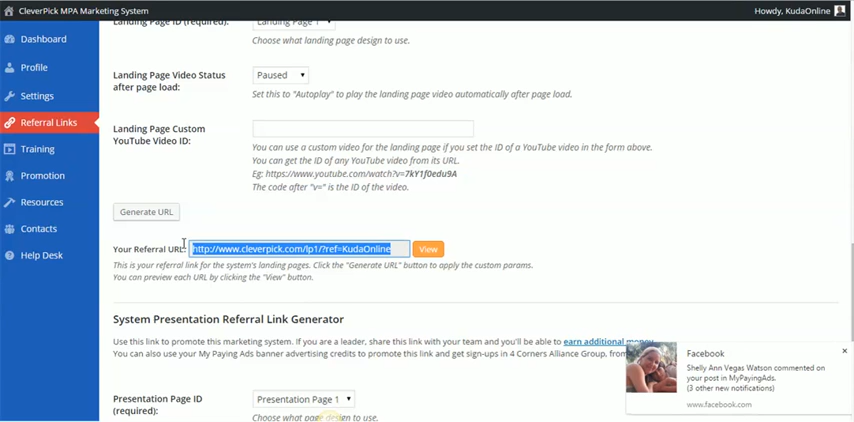 CleverPick MPA Marketing System
Howdy, KudaOnline
Dashboard
Profile
Settings
Referral Links
Training
Promotion
Resources
Contacts
Help Desk
Landing Page ID (required):
Landing Page 1
Choose what landing page design to use.
Landing Page Video Status
after page load:
Paused
Set this to "Autoplay" to play the landing page video automatically after page load.
Landing Page Custom
YouTube Video ID:
You can use a custom video for the landing page if you set the ID of a YouTube video in the form above.
You can get the ID of any YouTube video from its URL.
Eg: https://www.youtube.com/watch?v=7kY1f0edu9A
The code after "v=" is the ID of the video.
Generate URL
Your Referral URL:
http://www.cleverpick.com/lp1/?ref=KudaOnline
View
This is your referral link for the system's landing pages. Click the "Generate URL" button to apply the custom params.
You can preview each URL by clicking the "View" button.
System Presentation Referral Link Generator
Use this link to promote this marketing system. If you are a leader, share this link with your team and you'll be able to earn additional money.
You can also use your My Paying Ads banner advertising credits to promote this link and get sign-ups in 4 Corners Alliance Group,
Presentation Page ID
(required):
Presentation Page 1
Choose what page design to use.
Facebook
Shelly Ann Vegas Watson commented on
your post in MyPayingAds.
(3 other new notifications)
www.facebook.com